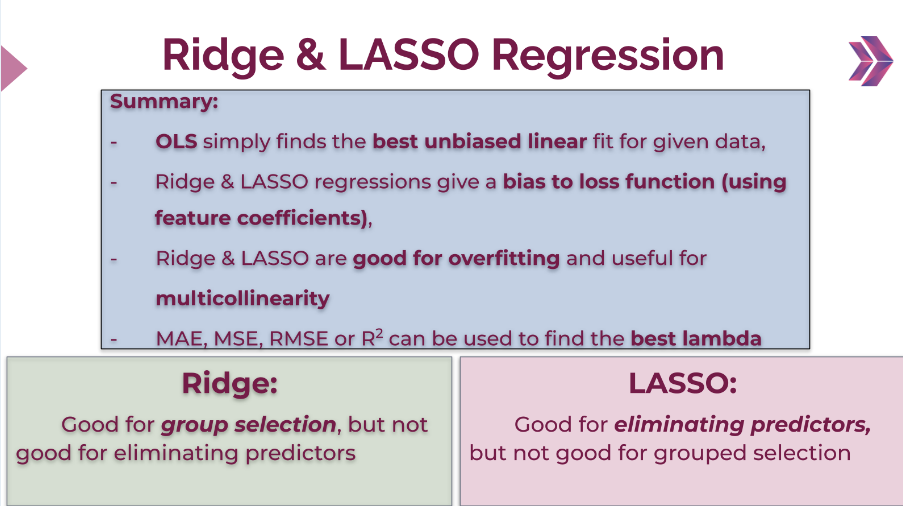 Ridge & LASSO Regression
Summary:
- OLS simply finds the best unbiased linear fit for given data,
- Ridge & LASSO regressions give a bias to loss function (using
feature coefficients),
- Ridge & LASSO are good for overfitting and useful for
multicollinearity
- MAE, MSE, RMSE or R² can be used to find the best lambda
Ridge:
Good for group selection, but not
good for eliminating predictors
LASSO:
Good for eliminating predictors,
but not good for grouped selection